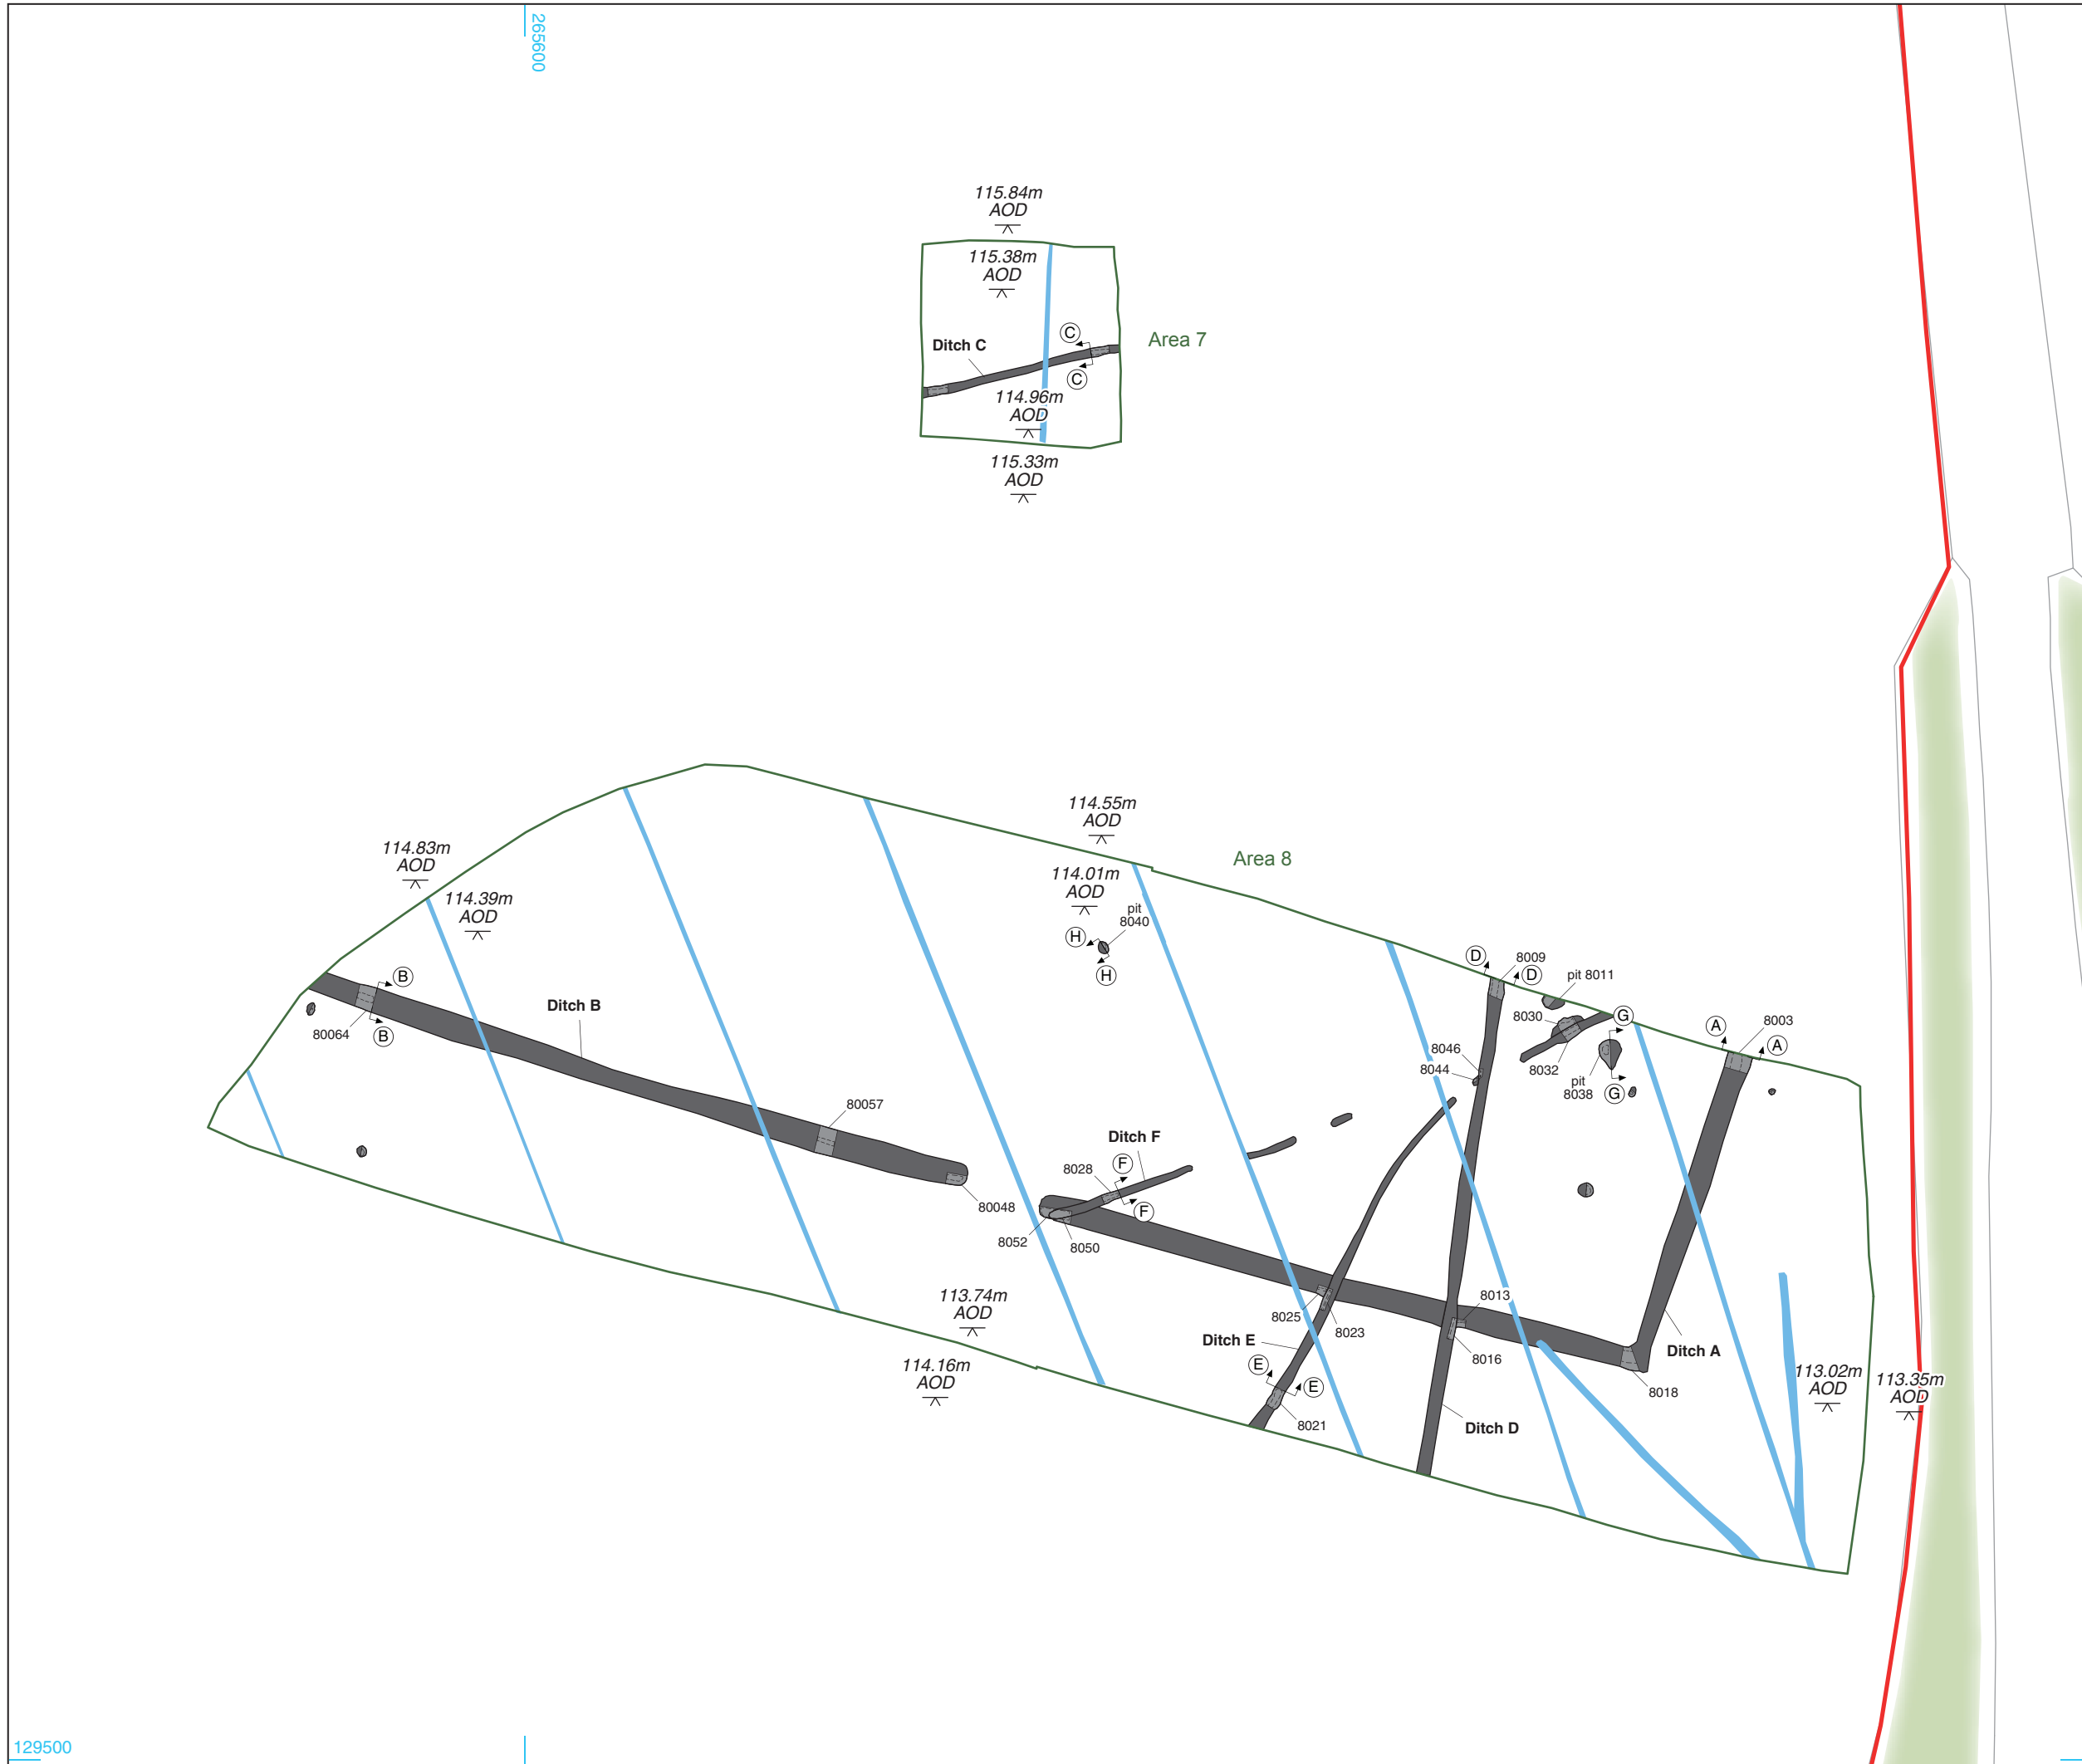 265600
115.84m
AOD
115.38m
AOD
C
Area 7
Ditch C
C
114.96m
AOD
115.33m
AOD
114.55m
AOD
114.83m
AOD
Area 8
114.01m
AOD
114.39m
AOD
pit
8040
H
H
D
8009
D
pit 8011
B
Ditch B
80064
B
8030
G
A
8003
A
8046
8044
8032
pit
8038
G
80057
Ditch F
8028
F
F
80048
8052
8050
113.74m
AOD
8025
8023
8013
Ditch E
8016
Ditch A
114.16m
AOD
E
E
8018
113.02m
AOD
113.35m
AOD
8021
Ditch D
129500